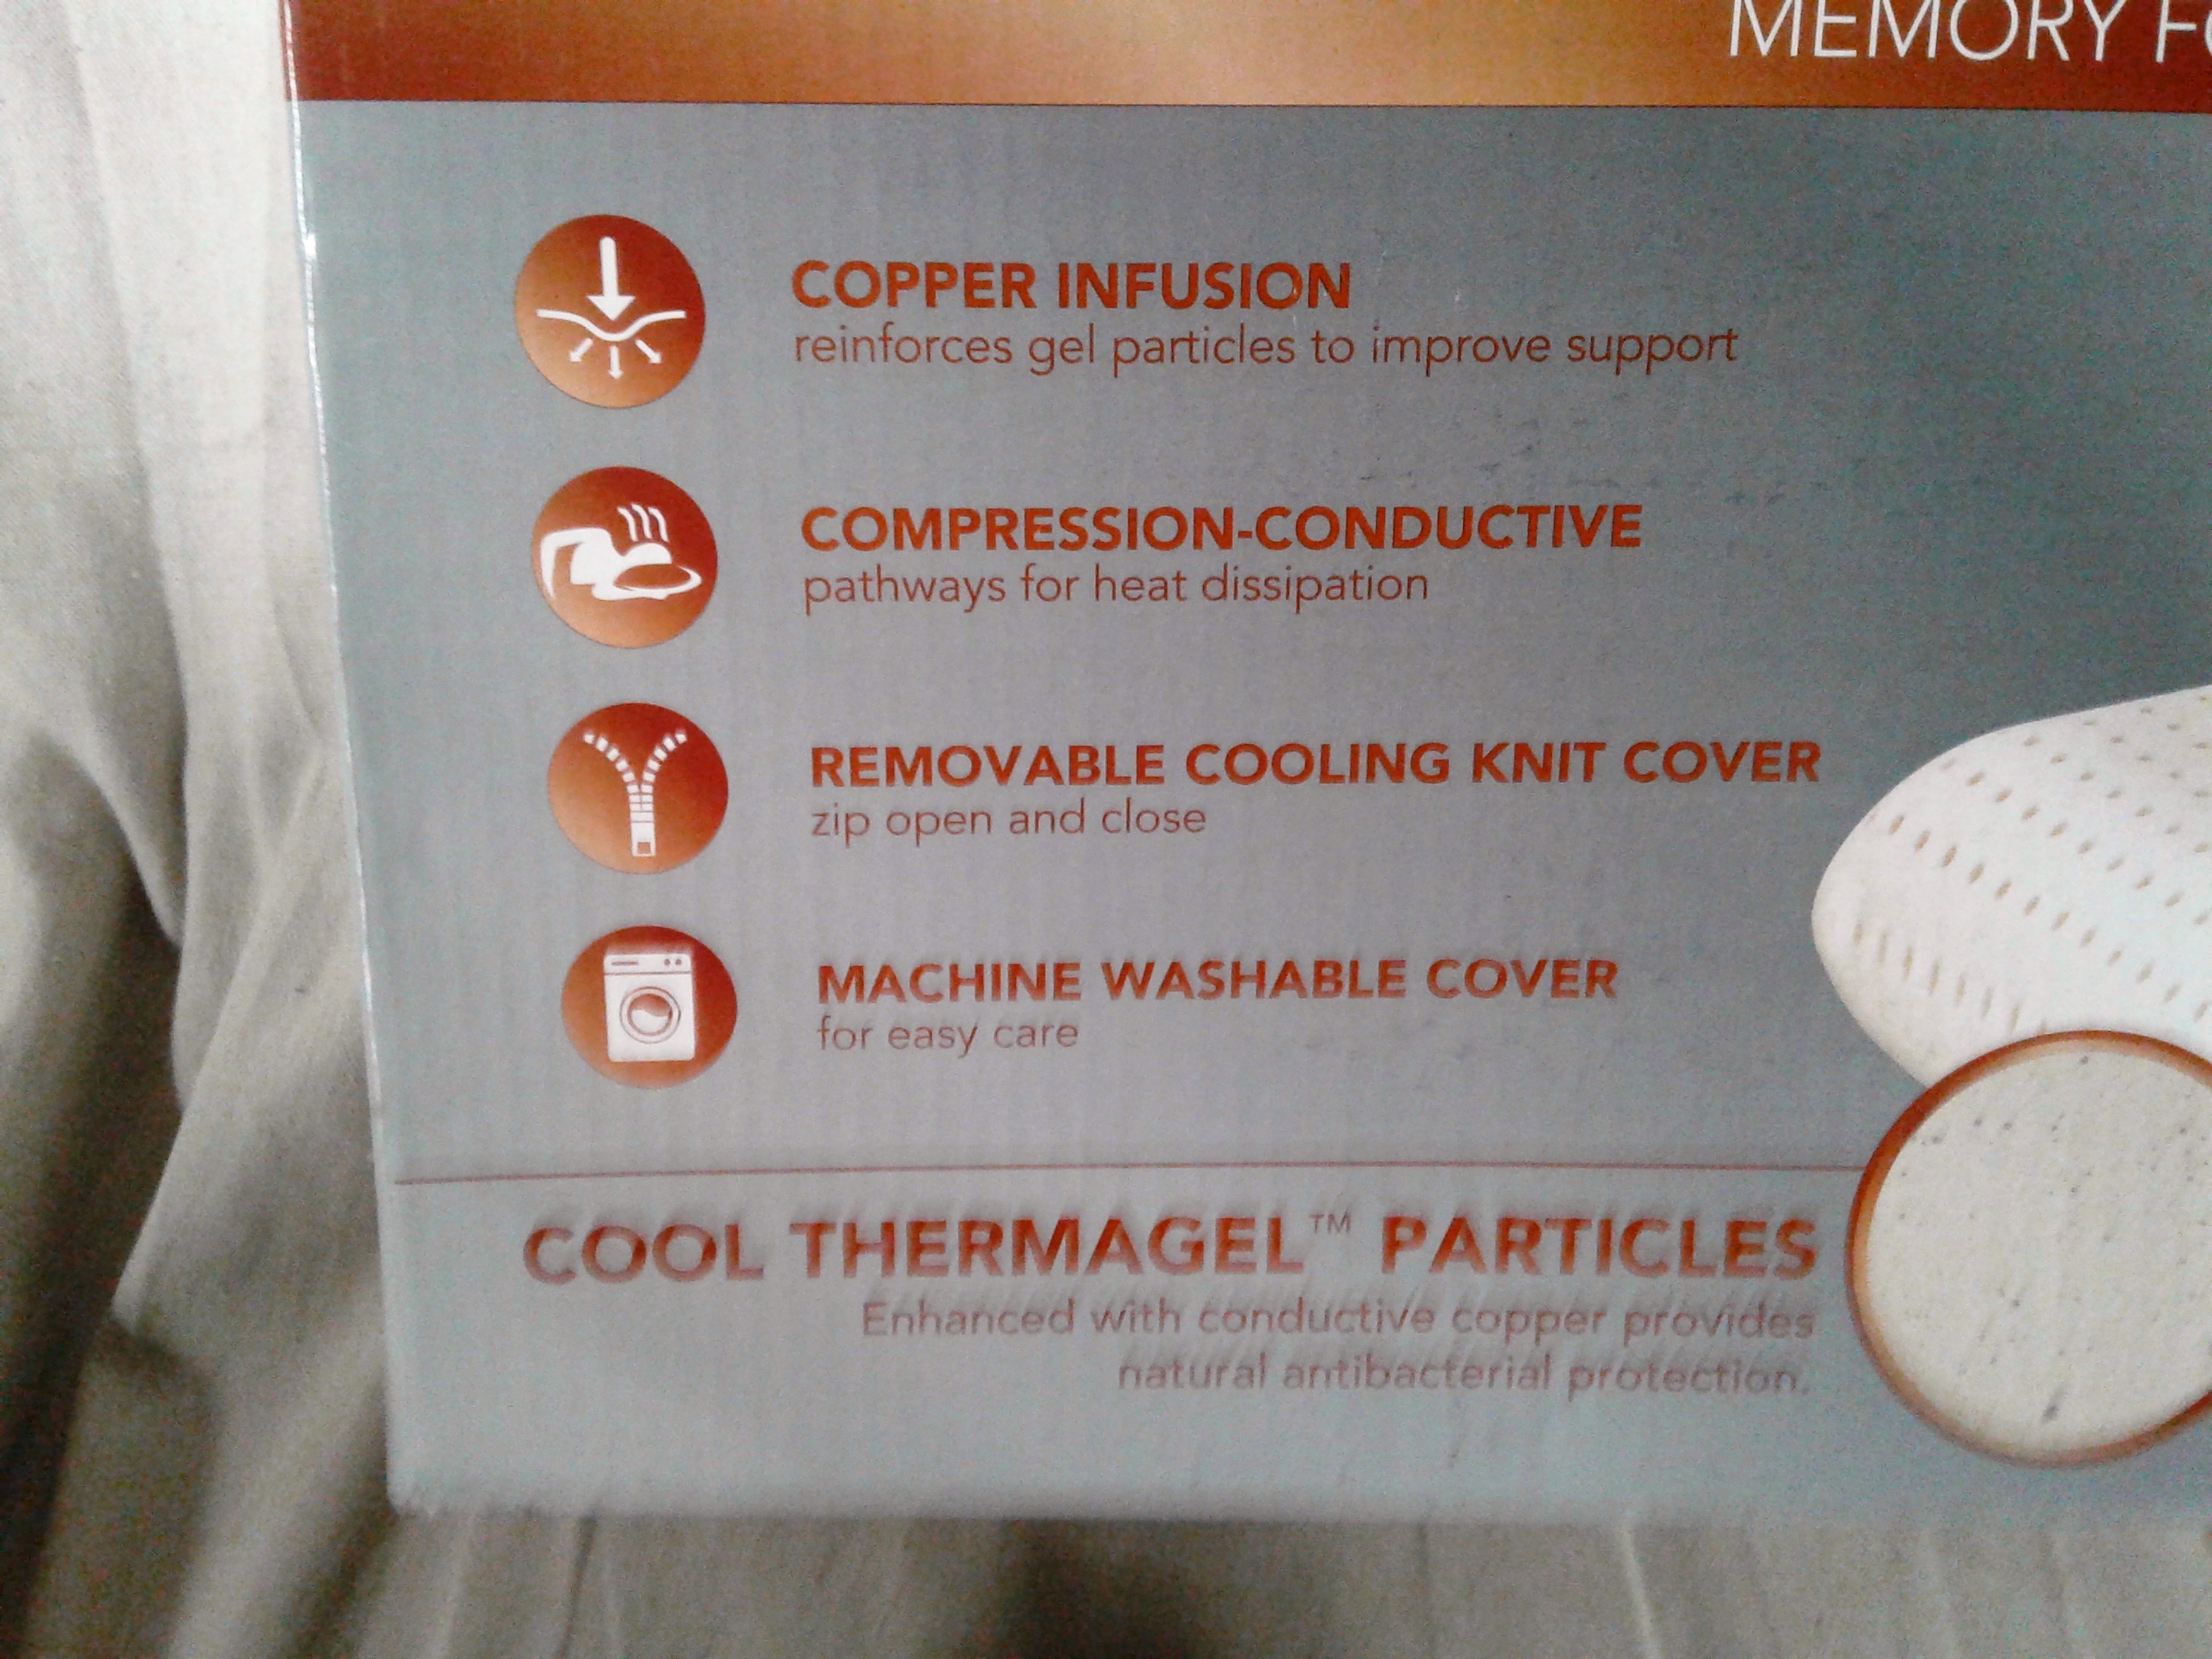 MEMORY
COPPER INFUSION
reinforces gel particles to improve support
COMPRESSION-CONDUCTIVE
pathways for heat dissipation
REMOVABLE COOLING KNIT COVER
zip open and close
MACHINE WASHABLE COVER
for easy care
COOL THERMAGEL™ PARTICLES
Enhanced with conductive copper provides
natural antibacterial protection.